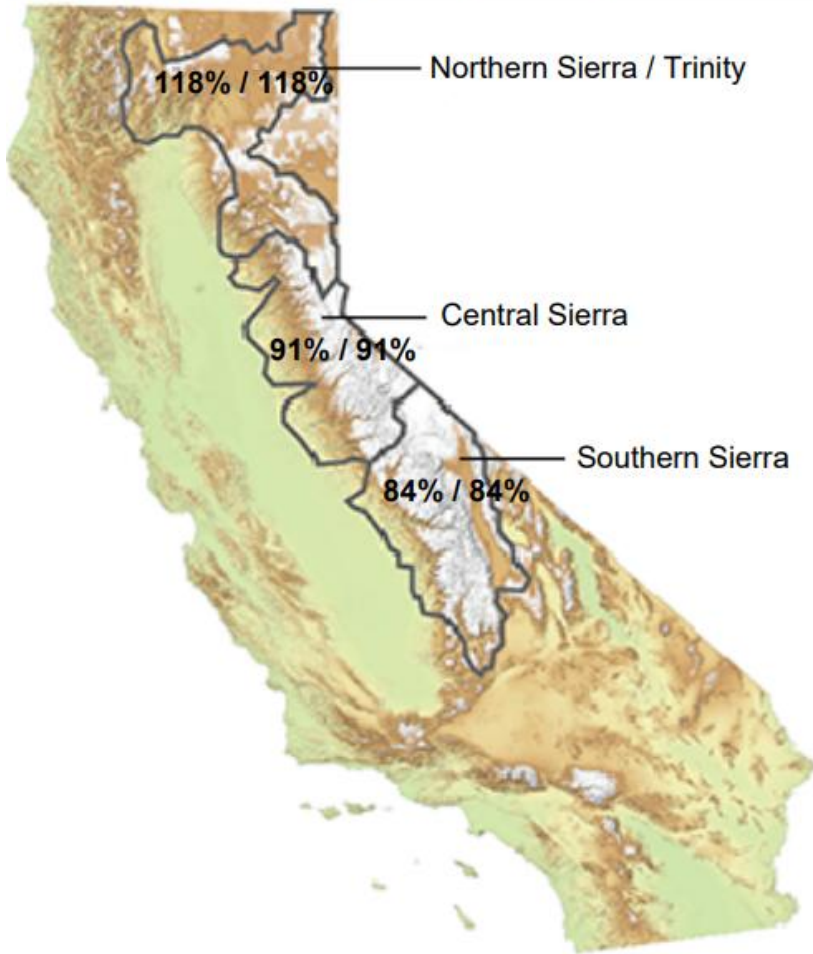 118% / 118%
Northern Sierra / Trinity
Central Sierra
91% / 91%
Southern Sierra
84% / 84%